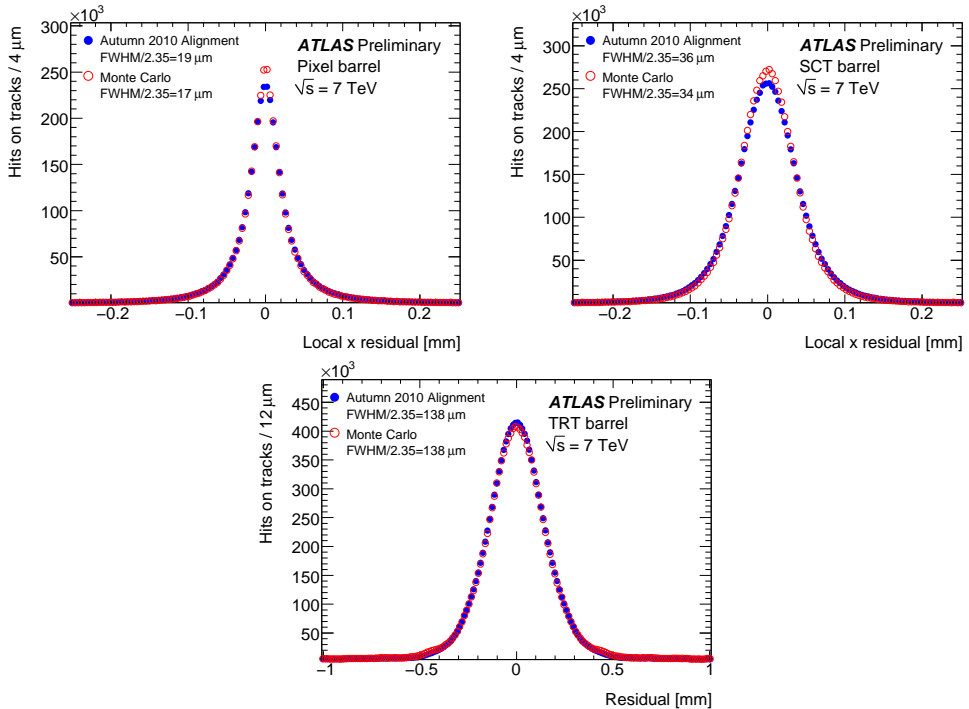 ×10³
300
250
200
150
100
50
Hits on tracks / 4 μm
Autumn 2010 Alignment
FWHM/2.35=19 μm
Monte Carlo
FWHM/2.35=17 μm
ATLAS Preliminary
Pixel barrel
√s = 7 TeV
−0.2 −0.1 0 0.1 0.2
Local x residual [mm]
×10³
300
250
200
150
100
50
Hits on tracks / 4 μm
Autumn 2010 Alignment
FWHM/2.35=36 μm
Monte Carlo
FWHM/2.35=34 μm
ATLAS Preliminary
SCT barrel
√s = 7 TeV
−0.2 −0.1 0 0.1 0.2
Local x residual [mm]
×10³
450
400
350
300
250
200
150
100
50
Hits on tracks / 12 μm
Autumn 2010 Alignment
FWHM/2.35=138 μm
Monte Carlo
FWHM/2.35=138 μm
ATLAS Preliminary
TRT barrel
√s = 7 TeV
−1 −0.5 0 0.5 1
Residual [mm]